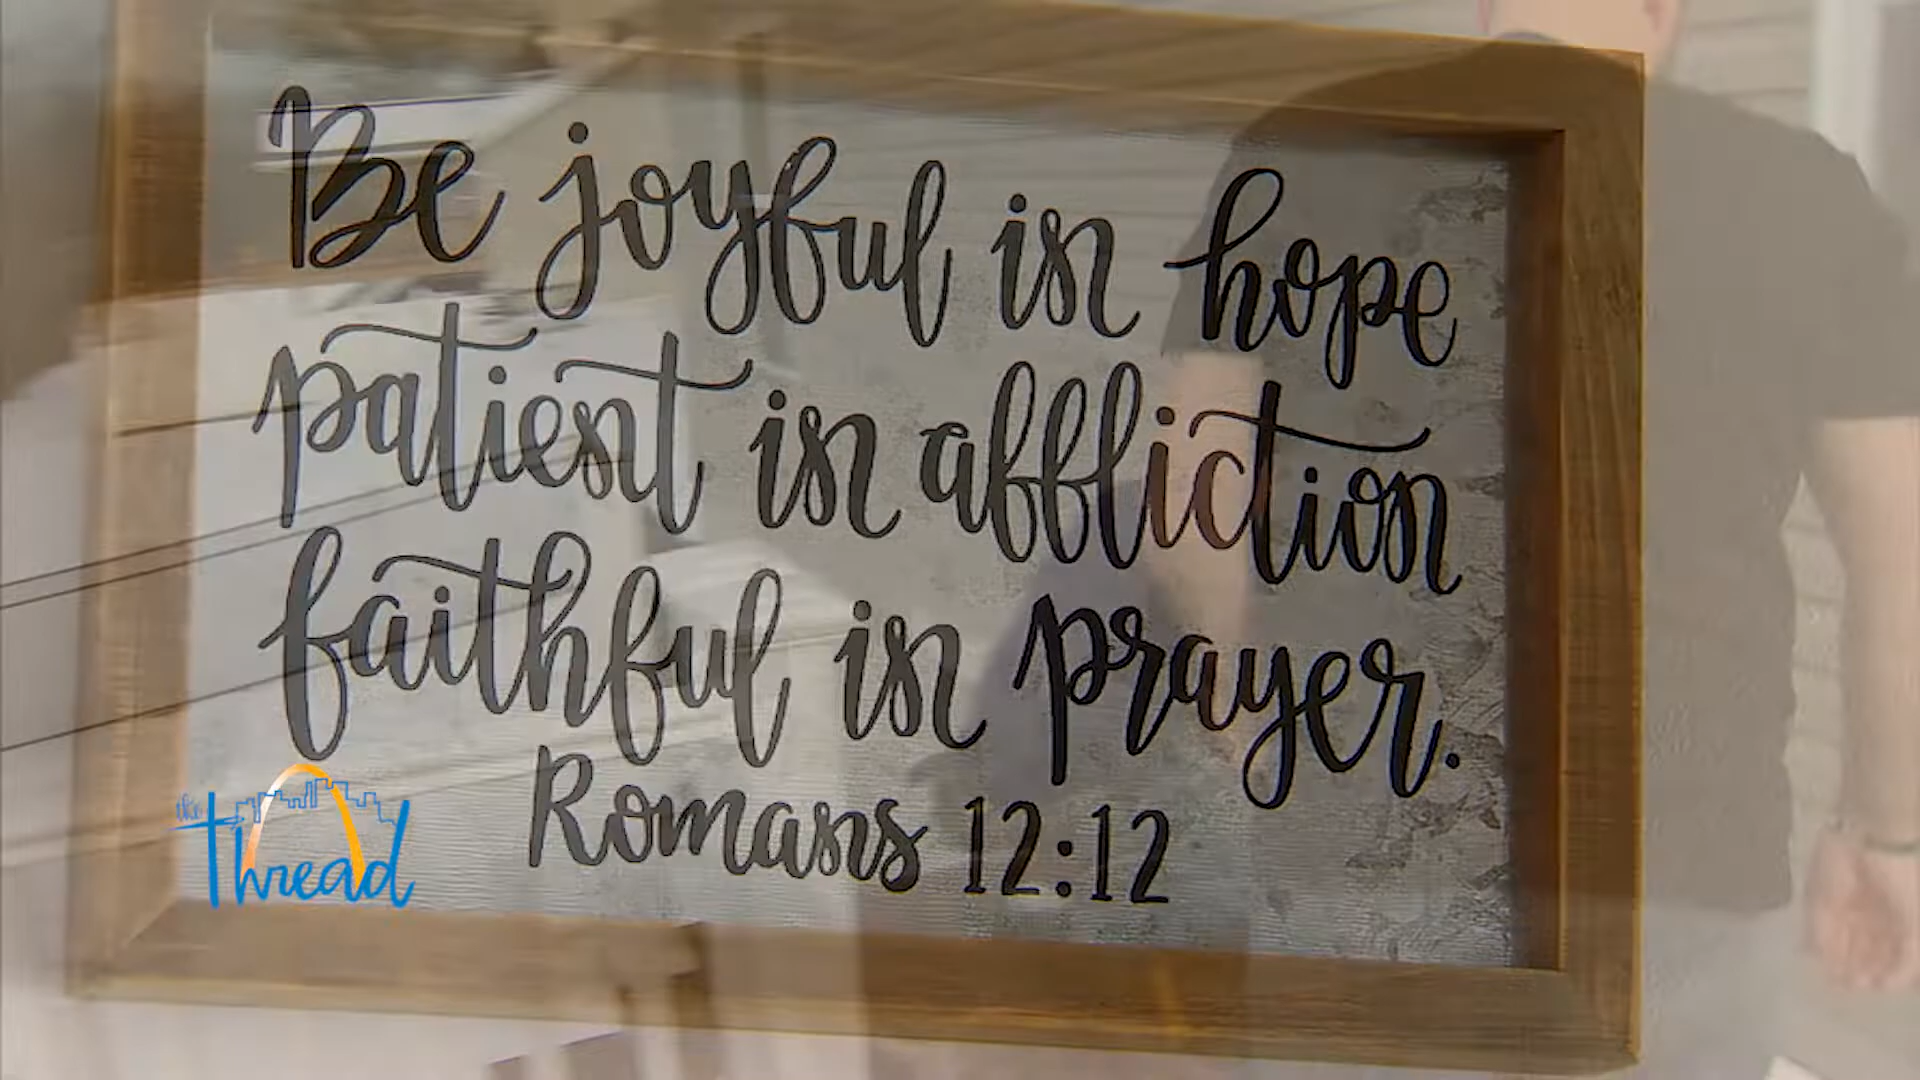 Be joyful in hope
patient in affliction
faithful in prayer.
Romans 12:12
the
thread